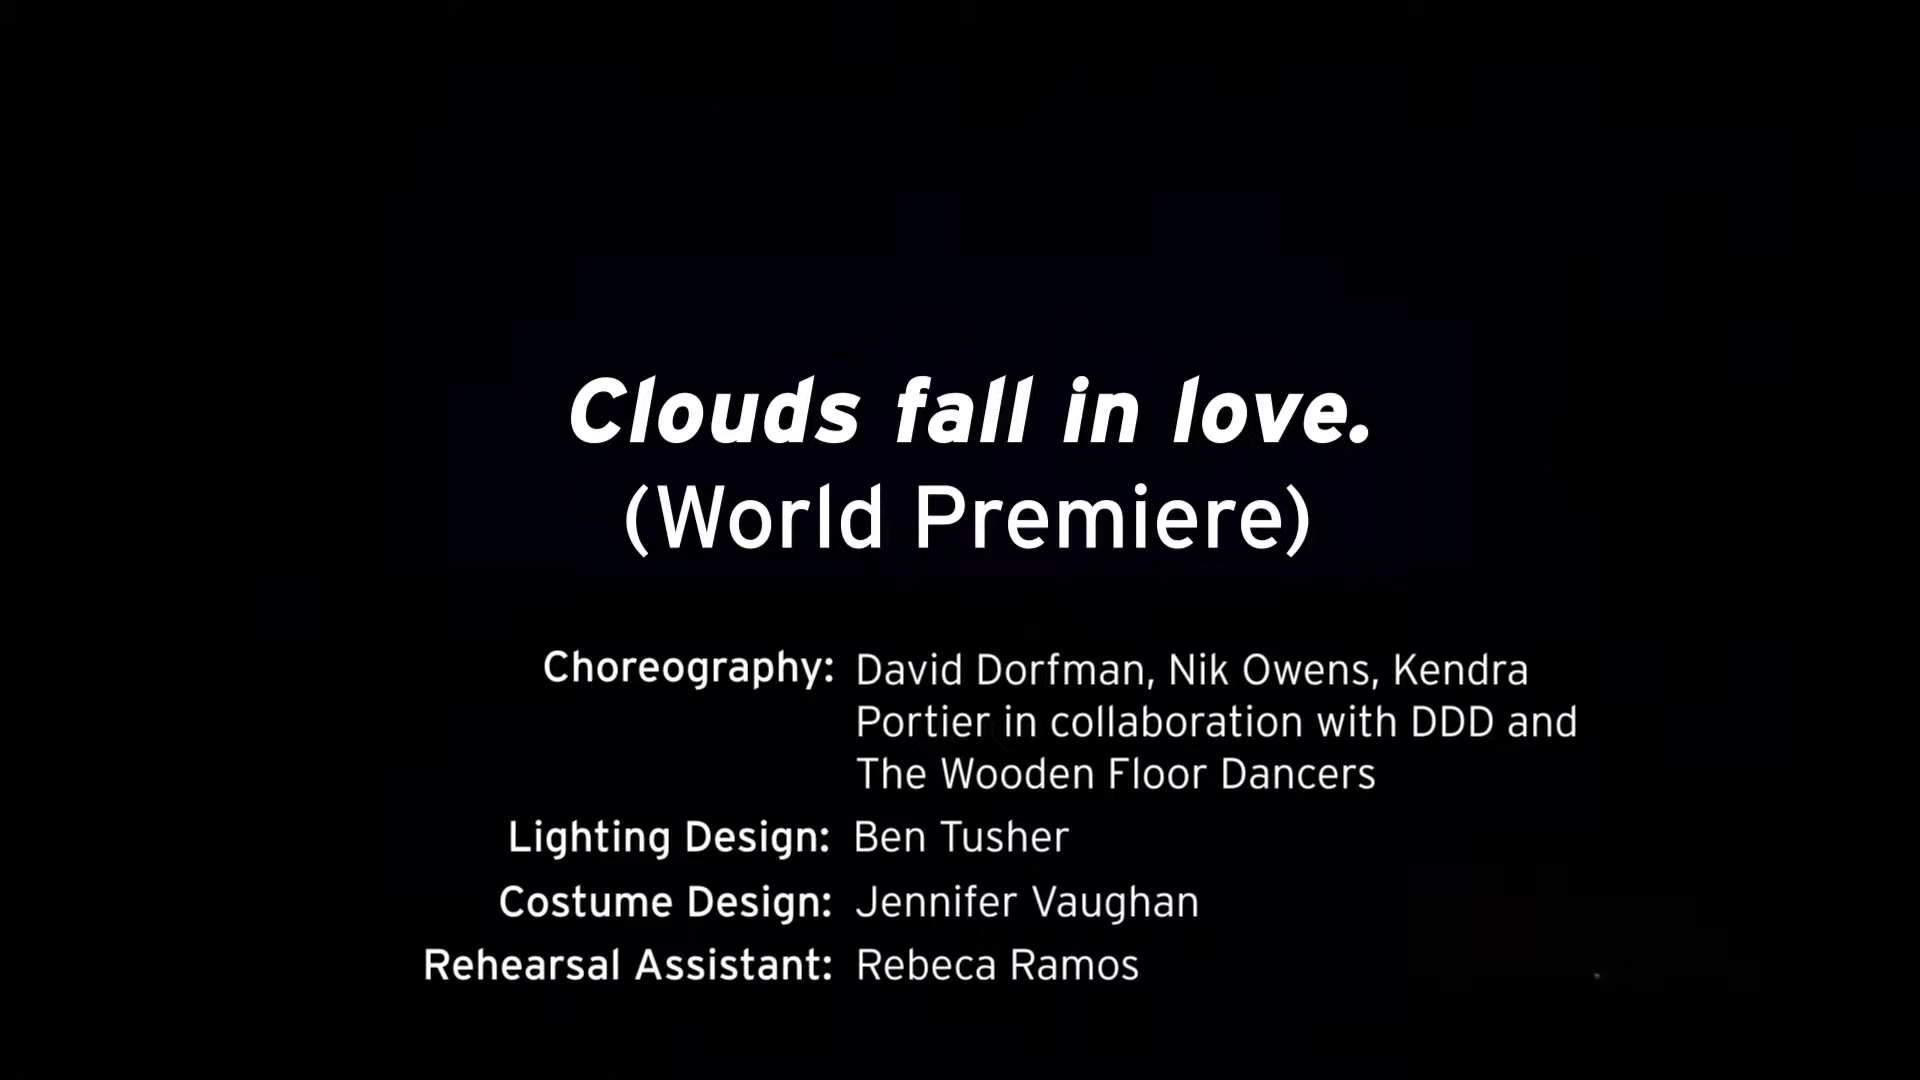 Clouds fall in love.
(World Premiere)
Choreography: David Dorfman, Nik Owens, Kendra
Portier in collaboration with DDD and
The Wooden Floor Dancers
Lighting Design: Ben Tusher
Costume Design: Jennifer Vaughan
Rehearsal Assistant: Rebeca Ramos